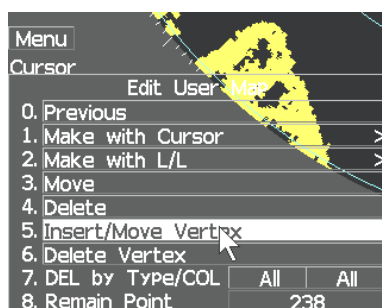 Menu
Cursor
Edit User Map
0. Previous
1. Make with Cursor >
2. Make with L/L >
3. Move
4. Delete
5. Insert/Move Vertex
6. Delete Vertex
7. DEL by Type/COL All All
8. Remain Point 238